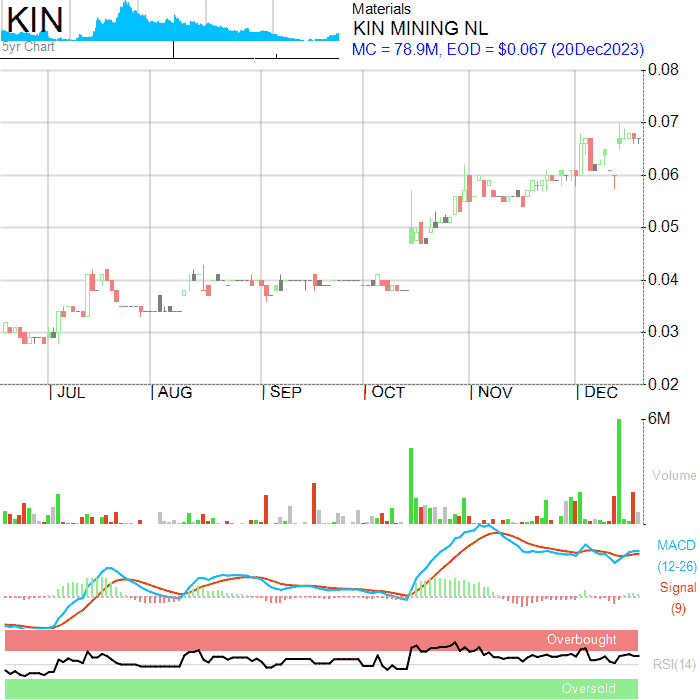 KIN
5yr Chart
Materials
KIN MINING NL
MC = 78.9M, EOD = $0.067 (20Dec2023)
0.08
0.07
0.06
0.05
0.04
0.03
0.02
JUL AUG SEP OCT NOV DEC
6M
Volume
MACD
(12-26)
Signal
(9)
Overbought
RSI(14)
Oversold